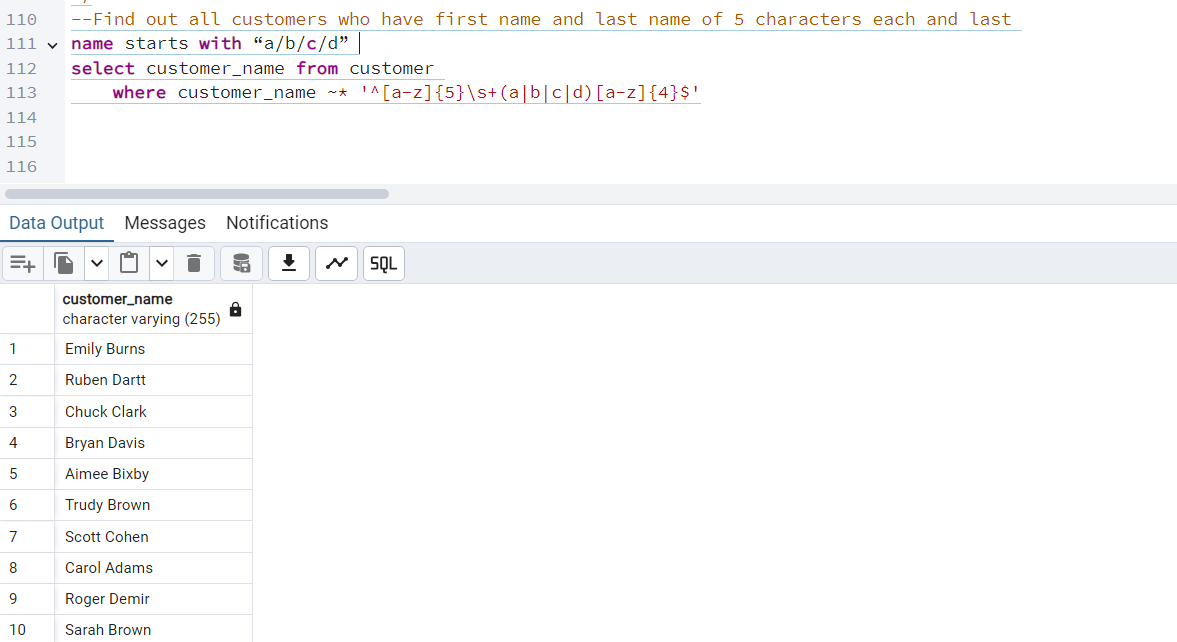 110 --Find out all customers who have first name and last name of 5 characters each and last
111 name starts with “a/b/c/d”
112 select customer_name from customer
113 where customer_name ~* '^[a-z]{5}\s+(a|b|c|d)[a-z]{4}$'
114
115
116
Data Output Messages Notifications
SQL
customer_name
character varying (255)
1 Emily Burns
2 Ruben Dartt
3 Chuck Clark
4 Bryan Davis
5 Aimee Bixby
6 Trudy Brown
7 Scott Cohen
8 Carol Adams
9 Roger Demir
10 Sarah Brown